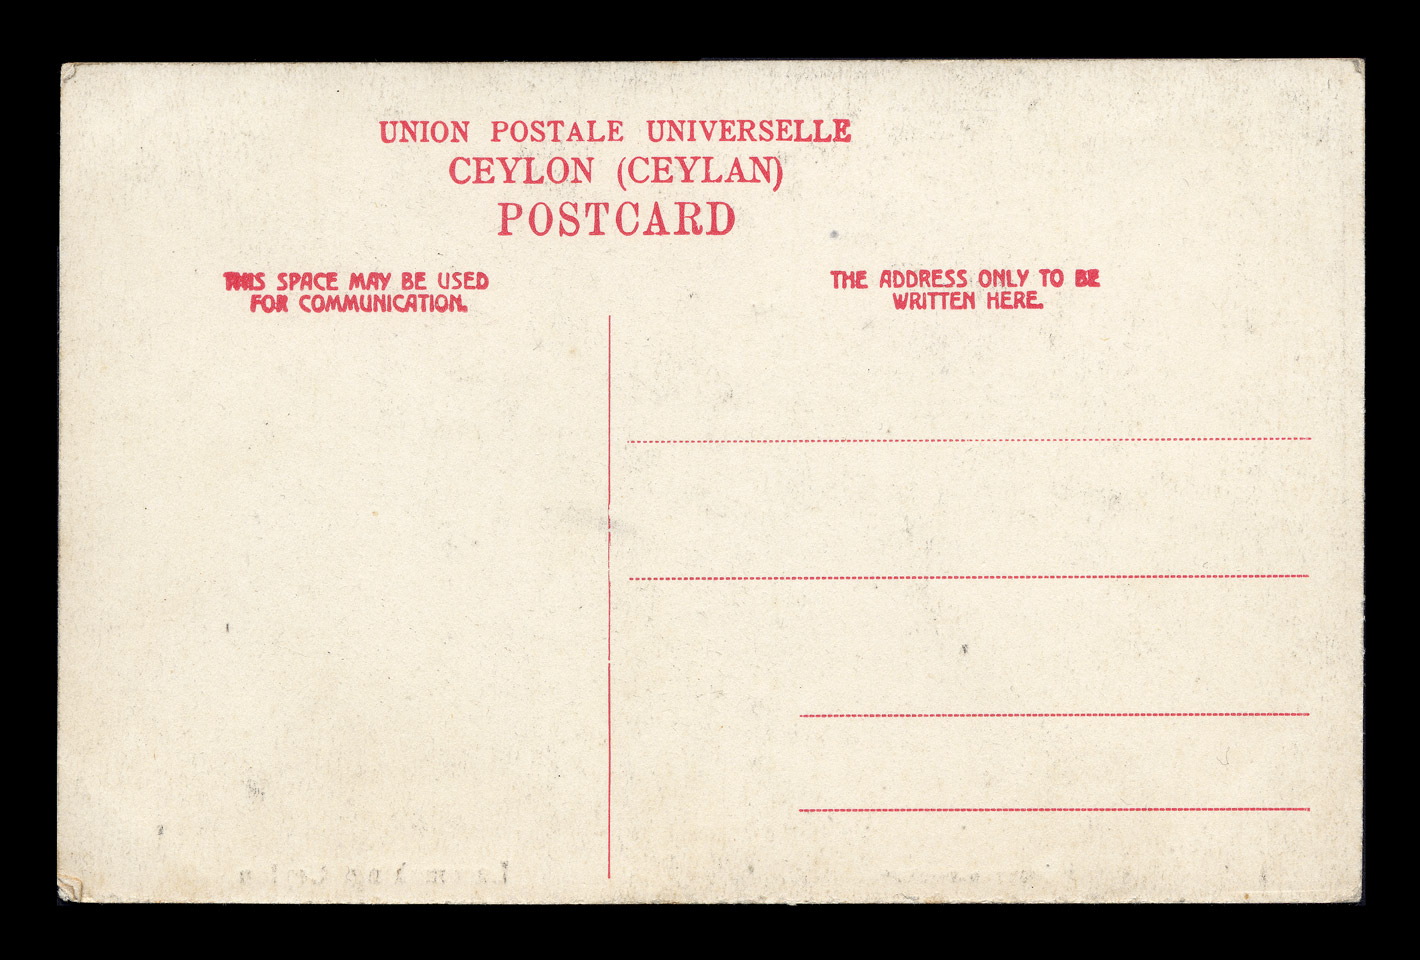 UNION POSTALE UNIVERSELLE
CEYLON (CEYLAN)
POSTCARD
THIS SPACE MAY BE USED
FOR COMMUNICATION.
THE ADDRESS ONLY TO BE
WRITTEN HERE.